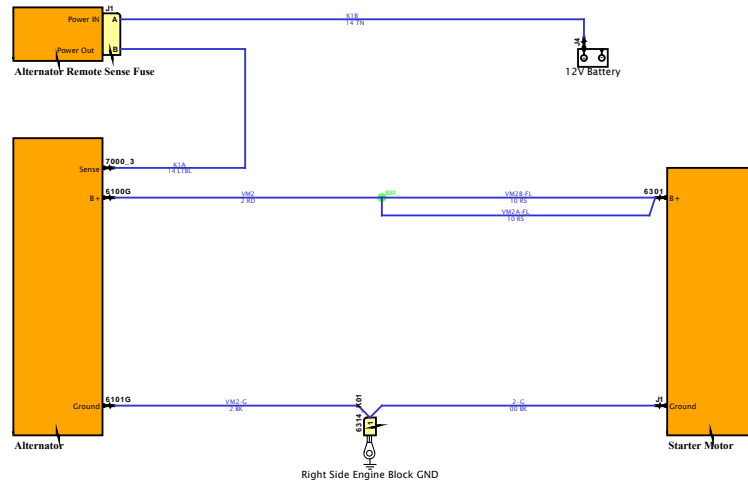 J1
Power IN
A
K1B
14 TN
Power Out
B
J4
Alternator Remote Sense Fuse
12V Battery
Sense
7000_3
K1A
14 LTBL
B+
6100G
VM2
2 RD
S81
VM2B-FL
10 RS
6301
B+
VM2A-FL
10 RS
Ground
6101G
VM2-G
2 BK
6314
X01
1
2-G
00 BK
J1
Ground
Alternator
Starter Motor
Right Side Engine Block GND